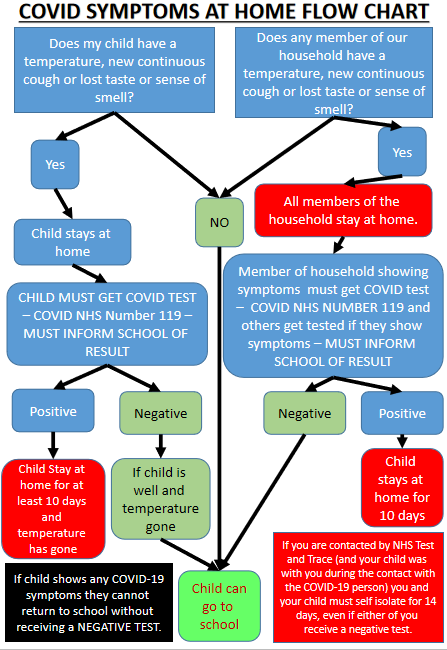 COVID SYMPTOMS AT HOME FLOW CHART
Does my child have a
temperature, new continuous
cough or lost taste or sense of
smell?
Does any member of our
household have a
temperature, new continuous
cough or lost taste or sense of
smell?
Yes
NO
Yes
Child stays at
home
All members of the
household stay at home.
CHILD MUST GET COVID TEST
– COVID NHS Number 119 –
MUST INFORM SCHOOL OF
RESULT
Member of household showing
symptoms must get COVID test
– COVID NHS NUMBER 119 and
others get tested if they show
symptoms – MUST INFORM
SCHOOL OF RESULT
Positive
Negative
Negative
Positive
Child Stay at
home for at
least 10 days
and
temperature
has gone
If child is
well and
temperature
gone
Child
stays at
home for
10 days
If child shows any COVID-19
symptoms they cannot
return to school without
receiving a NEGATIVE TEST.
Child can
go to
school
If you are contacted by NHS Test
and Trace (and your child was
with you during the contact with
the COVID-19 person) you and
your child must self isolate for 14
days, even if either of you
receive a negative test.